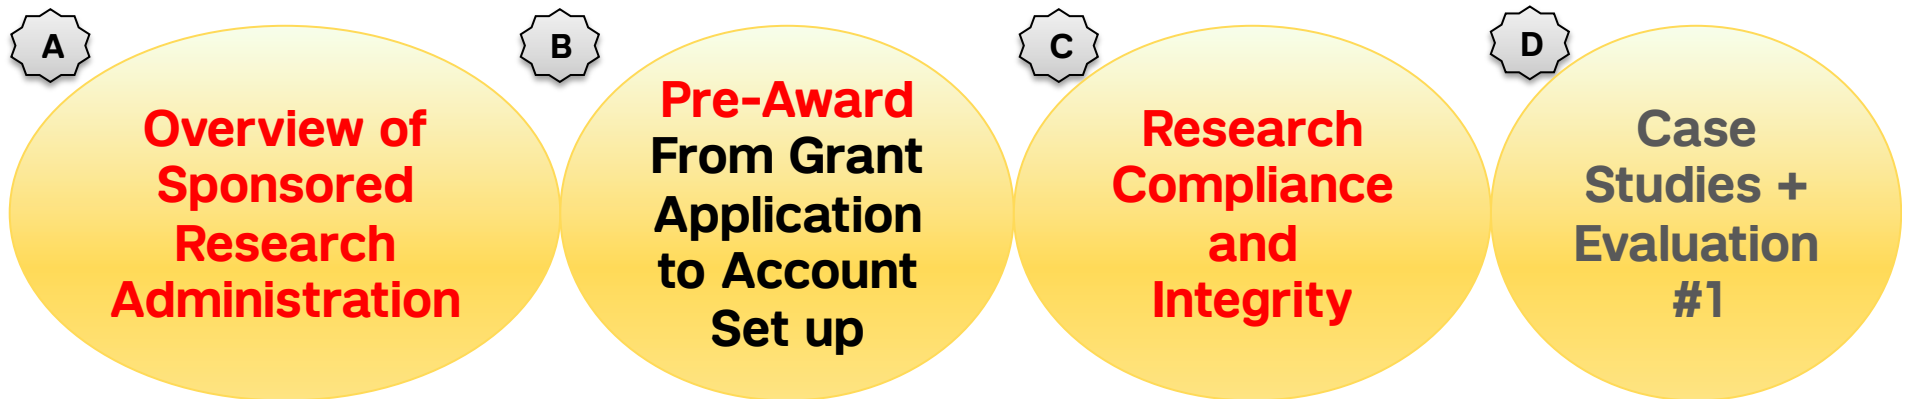 A
Overview of
Sponsored
Research
Administration
B
Pre-Award
From Grant
Application
to Account
Set up
C
Research
Compliance
and
Integrity
D
Case
Studies +
Evaluation
#1